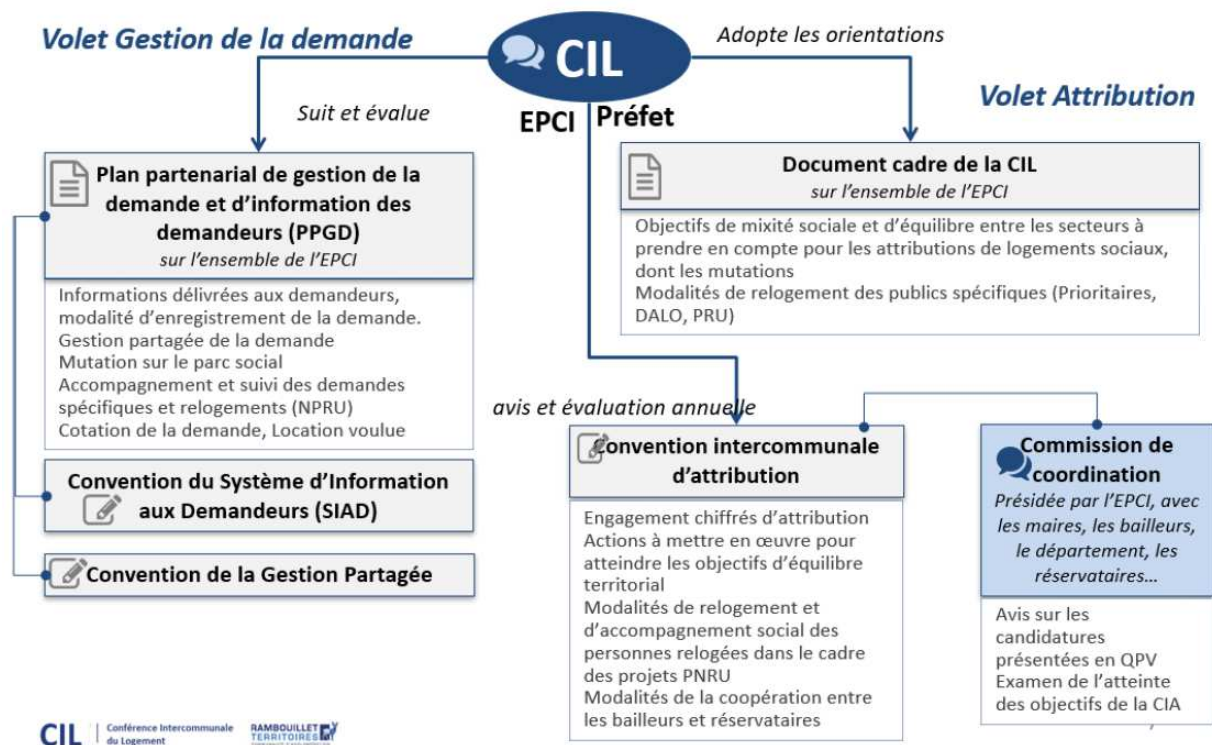 Volet Gestion de la demande
CIL
Adopte les orientations
EPCI
Préfet
Volet Attribution
Suit et évalue
Plan partenarial de gestion de la
demande et d'information des
demandeurs (PPGD)
sur l'ensemble de l'EPCI
Informations délivrées aux demandeurs,
modalité d'enregistrement de la demande.
Gestion partagée de la demande
Mutation sur le parc social
Accompagnement et suivi des demandes
spécifiques et relogements (NPRU)
Cotation de la demande, Location voulue
Convention du Système d'Information
aux Demandeurs (SIAD)
Convention de la Gestion Partagée
Document cadre de la CIL
sur l'ensemble de l'EPCI
Objectifs de mixité sociale et d'équilibre entre les secteurs à
prendre en compte pour les attributions de logements sociaux,
dont les mutations
Modalités de relogement des publics spécifiques (Prioritaires,
DALO, PRU)
avis et évaluation annuelle
Convention intercommunale
d'attribution
Engagement chiffrés d'attribution
Actions à mettre en œuvre pour
atteindre les objectifs d'équilibre
territorial
Modalités de relogement et
d'accompagnement social des
personnes relogées dans le cadre
des projets PNRU
Modalités de la coopération entre
les bailleurs et réservataires
Commission de
coordination
Présidée par l'EPCI, avec
les maires, les bailleurs,
le département, les
réservataires…
Avis sur les
candidatures
présentées en QPV
Examen de l'atteinte
des objectifs de la CIA
CIL
Conférence Intercommunale
du Logement
RAMBOUILLET
TERRITOIRES